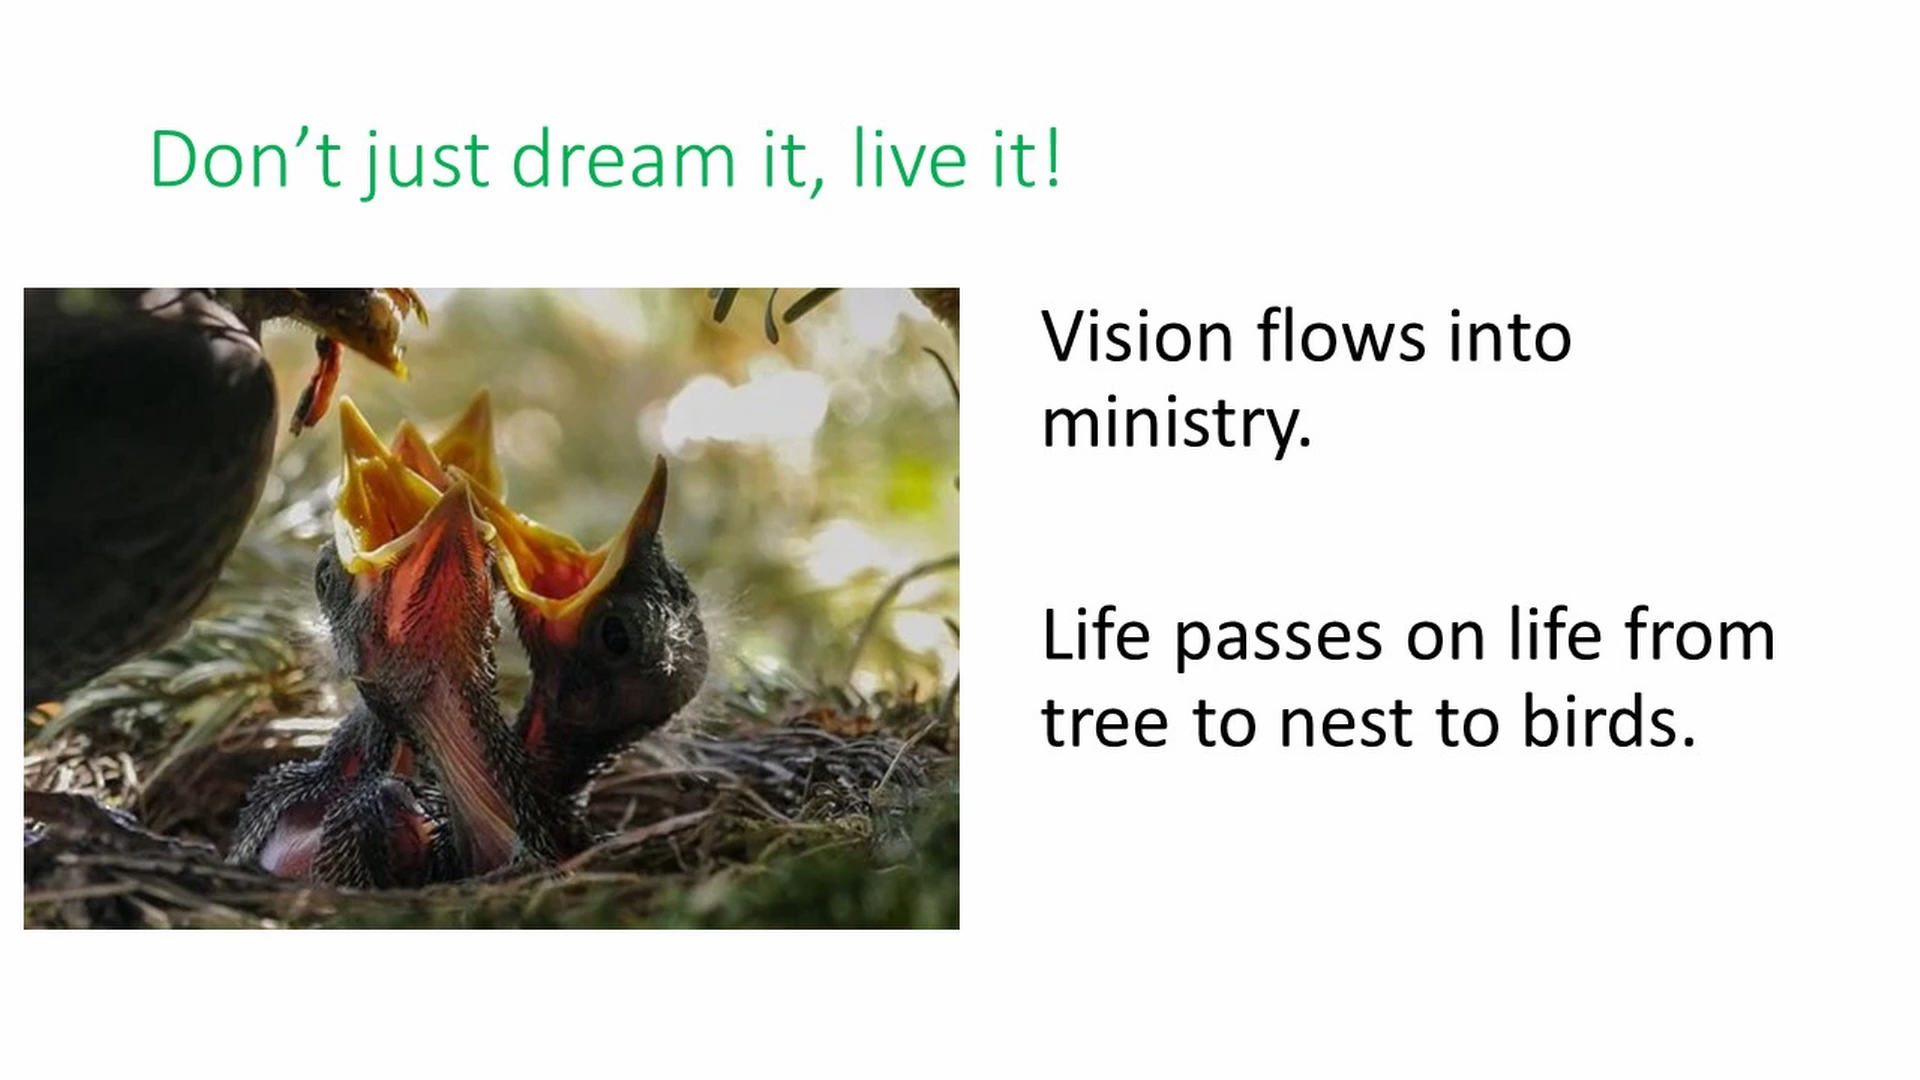 Don’t just dream it, live it!
Vision flows into
ministry.
Life passes on life from
tree to nest to birds.